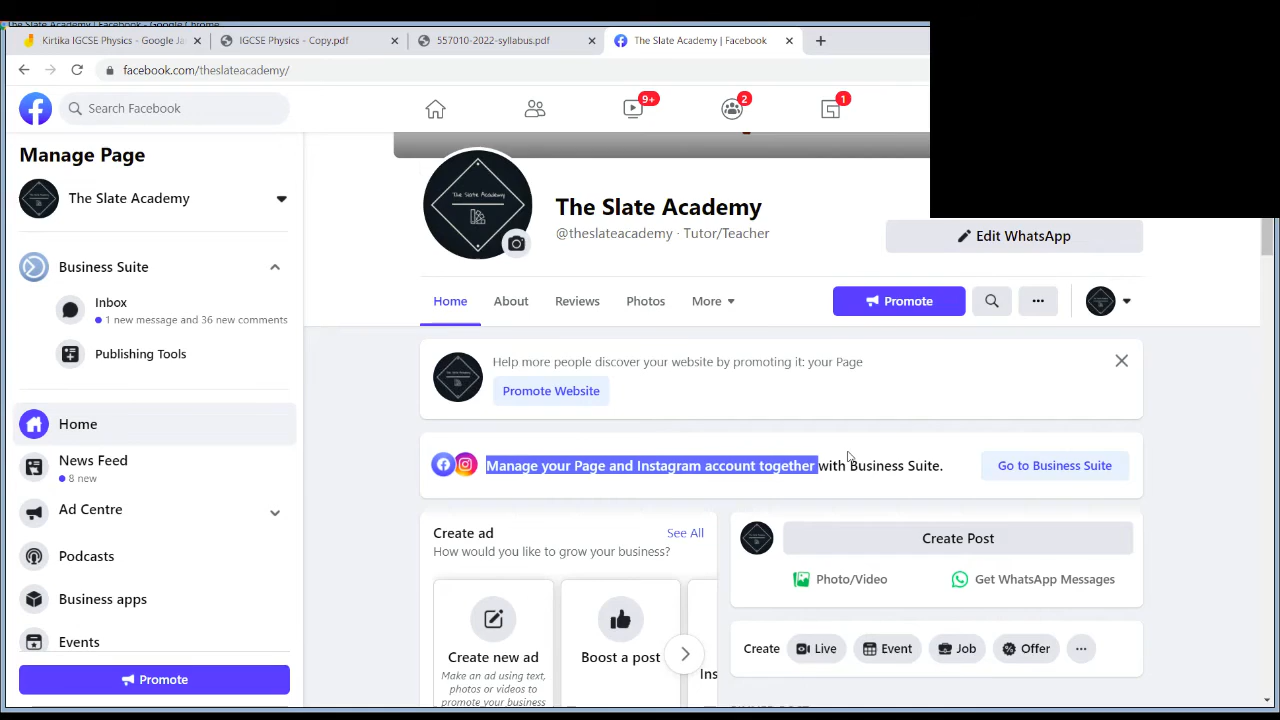 The Slate Academy | Facebook - Google Chrome
Kirtika IGCSE Physics - Google Ja
IGCSE Physics - Copy.pdf
557010-2022-syllabus.pdf
The Slate Academy | Facebook
facebook.com/theslateacademy/
Search Facebook
9+
2
1
Manage Page
The Slate Academy
Business Suite
Inbox
1 new message and 36 new comments
Publishing Tools
Home
News Feed
8 new
Ad Centre
Podcasts
Business apps
Events
Promote
The Slate Academy
The Slate Academy
@theslateacademy · Tutor/Teacher
Edit WhatsApp
Home
About
Reviews
Photos
More
Promote
Help more people discover your website by promoting it: your Page
Promote Website
Manage your Page and Instagram account together with Business Suite.
Go to Business Suite
Create ad
See All
How would you like to grow your business?
Create new ad
Make an ad using text,
photos or videos to
promote your business
Boost a post
Ins
Create Post
Photo/Video
Get WhatsApp Messages
Create
Live
Event
Job
Offer